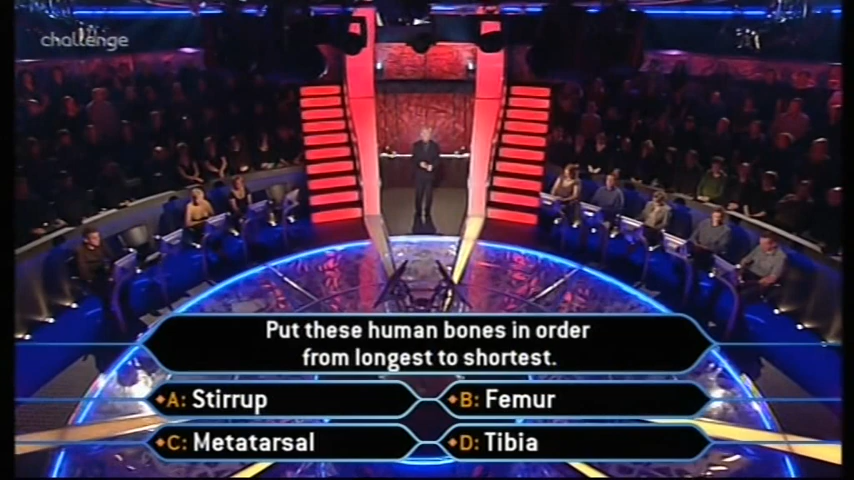 challenge
Put these human bones in order
from longest to shortest.
A: Stirrup
B: Femur
C: Metatarsal
D: Tibia